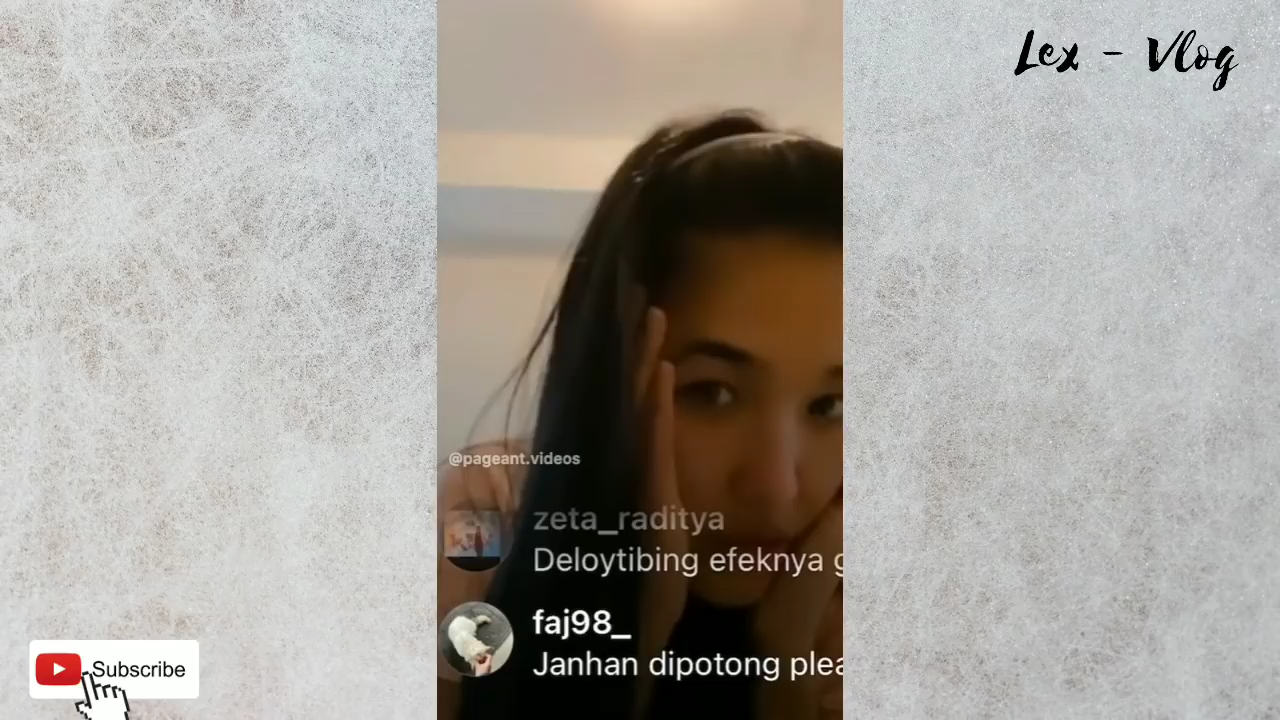 Lex - Vlog
@pageant.videos
zeta_raditya
Deloytibing efeknya
faj98_
Janhan dipotong
Subscribe